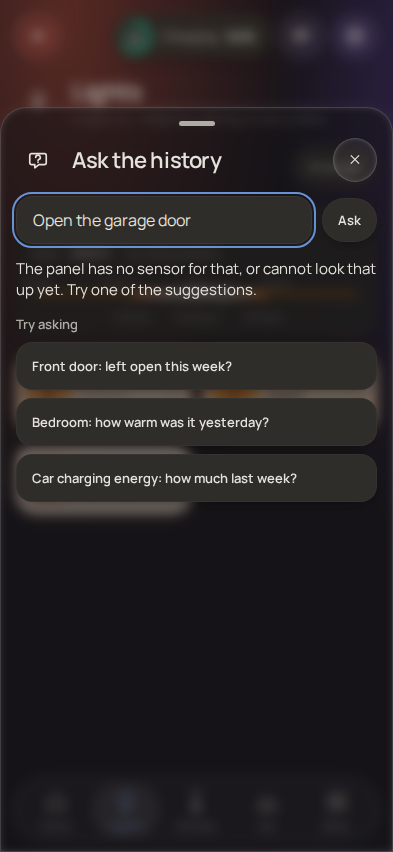 Lights
Ask the history
Open the garage door
Ask
The panel has no sensor for that, or cannot look that
up yet. Try one of the suggestions.
Try asking
Front door: left open this week?
Bedroom: how warm was it yesterday?
Car charging energy: how much last week?